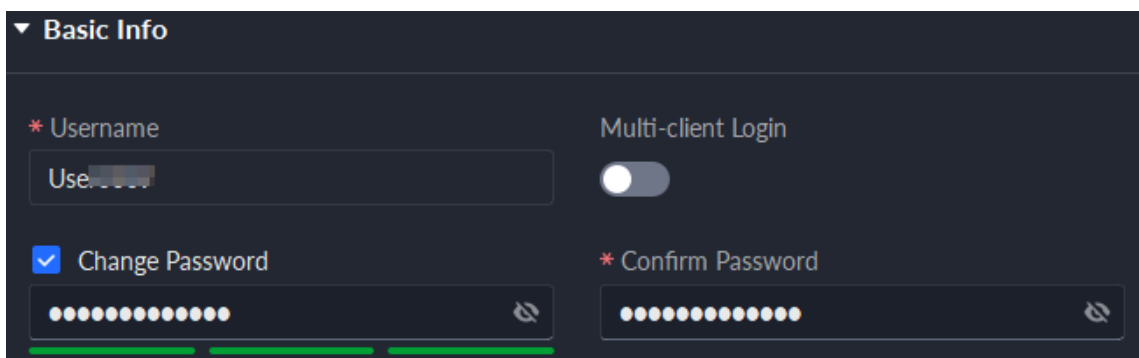 Basic Info
* Username
Multi-client Login
Change Password
* Confirm Password